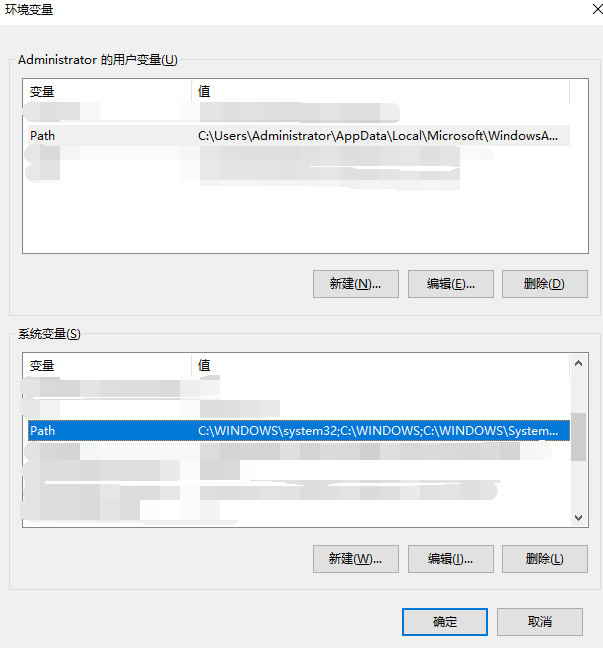 环境变量
Administrator 的用户变量(U)
变量 值
Path C:\Users\Administrator\AppData\Local\Microsoft\WindowsA...
新建(N)... 编辑(E)... 删除(D)
系统变量(S)
变量 值
Path C:\WINDOWS\system32;C:\WINDOWS;C:\WINDOWS\System...
新建(W)... 编辑(I)... 删除(L)
确定 取消